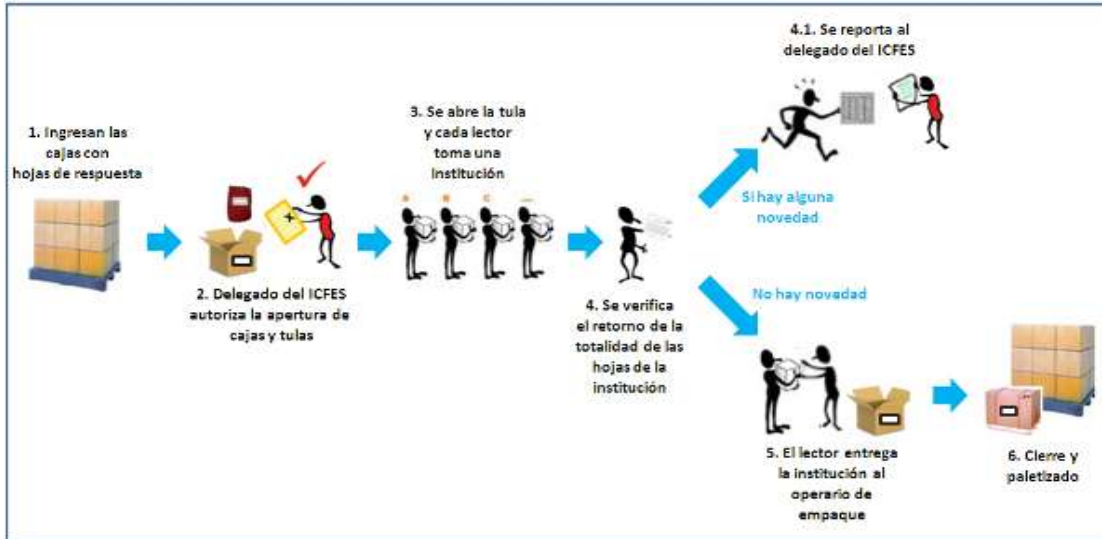 1. Ingresan las
cajas con
hojas de respuesta
2. Delegado del ICFES
autoriza la apertura de
cajas y tulas
3. Se abre la tula
y cada lector
toma una
institución
A B C ....
4. Se verifica
el retorno de la
totalidad de las
hojas de la
institución
Si hay alguna
novedad
4.1. Se reporta al
delegado del ICFES
No hay novedad
5. El lector entrega
la institución al
operario de
empaque
6. Cierre y
paletizado